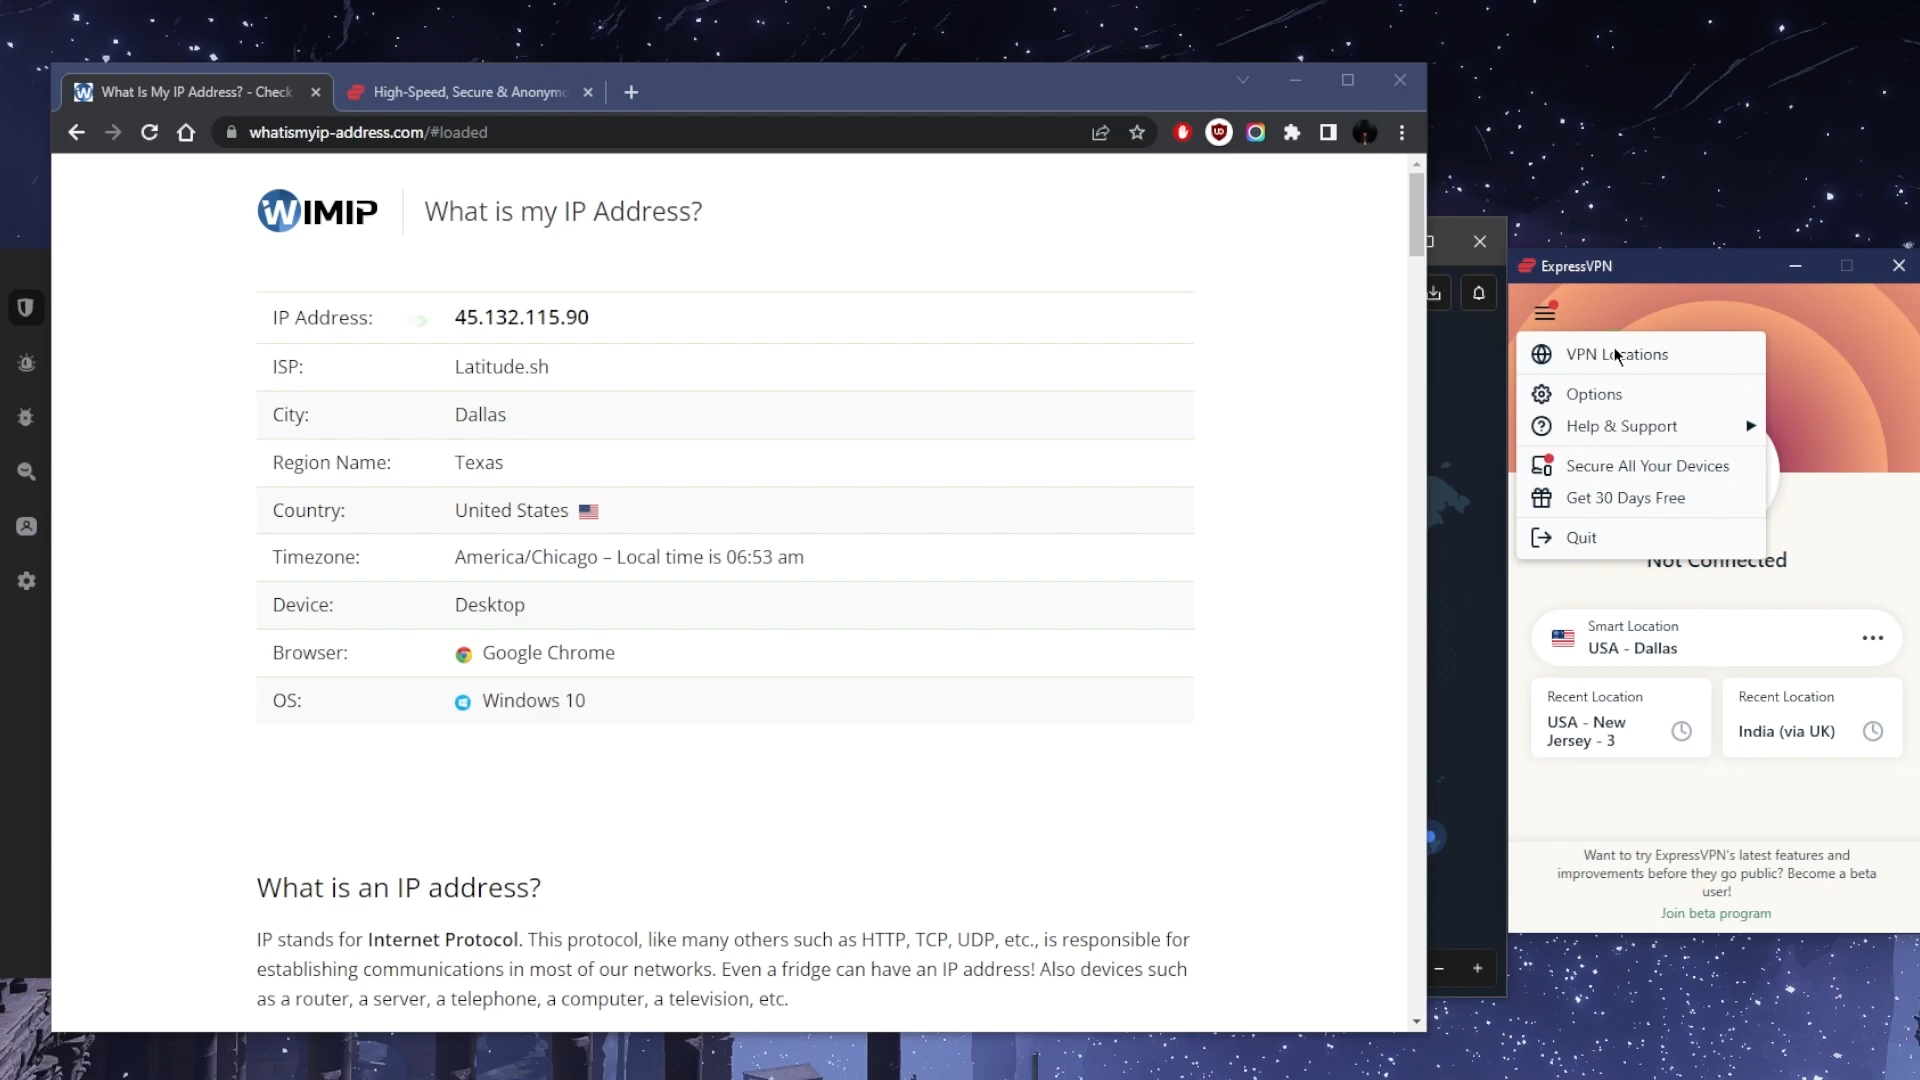 What Is My IP Address? - Check
High-Speed, Secure & Anonymo
whatismyip-address.com/#loaded
WIMIP
What is my IP Address?
IP Address: 45.132.115.90
ISP: Latitude.sh
City: Dallas
Region Name: Texas
Country: United States
Timezone: America/Chicago – Local time is 06:53 am
Device: Desktop
Browser: Google Chrome
OS: Windows 10
What is an IP address?
IP stands for Internet Protocol. This protocol, like many others such as HTTP, TCP, UDP, etc., is responsible for
establishing communications in most of our networks. Even a fridge can have an IP address! Also devices such
as a router, a server, a telephone, a computer, a television, etc.
ExpressVPN
VPN Locations
Options
Help & Support
Secure All Your Devices
Get 30 Days Free
Quit
Not Connected
Smart Location
USA - Dallas
Recent Location
USA - New
Jersey - 3
Recent Location
India (via UK)
Want to try ExpressVPN's latest features and
improvements before they go public? Become a beta
user!
Join beta program